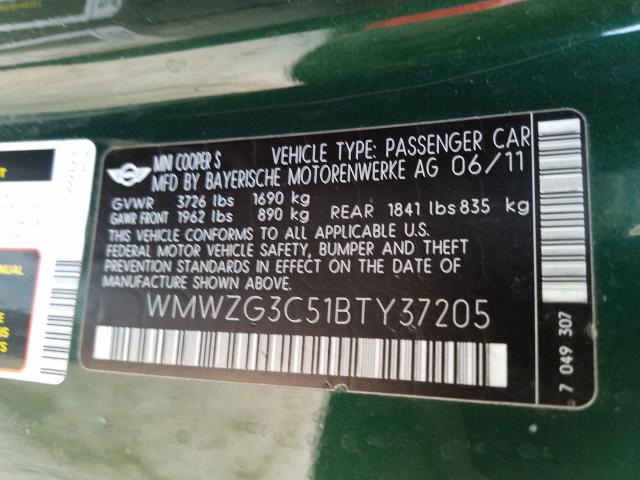 MINI COOPER S VEHICLE TYPE: PASSENGER CAR
MFD BY BAYERISCHE MOTORENWERKE AG 06/11
GVWR 3726 lbs 1690 kg
GAWR FRONT 1962 lbs 890 kg REAR 1841 lbs 835 kg
THIS VEHICLE CONFORMS TO ALL APPLICABLE U.S.
FEDERAL MOTOR VEHICLE SAFETY, BUMPER AND THEFT
PREVENTION STANDARDS IN EFFECT ON THE DATE OF
MANUFACTURE SHOWN ABOVE.
WMWZG3C51BTY37205
7 049 307
ANUAL